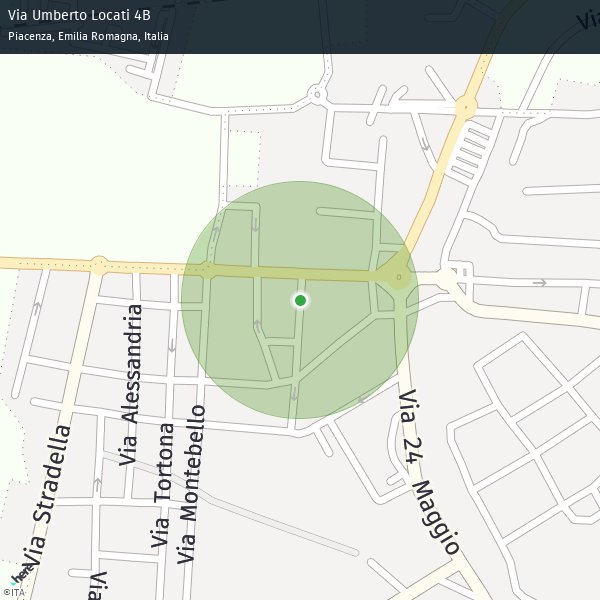 Via Umberto Locati 4B
Piacenza, Emilia Romagna, Italia
Via
Via Alessandria
Via 24 Maggio
Via Montebello
Via Tortona
Via Stradella
Via
here
©ITA